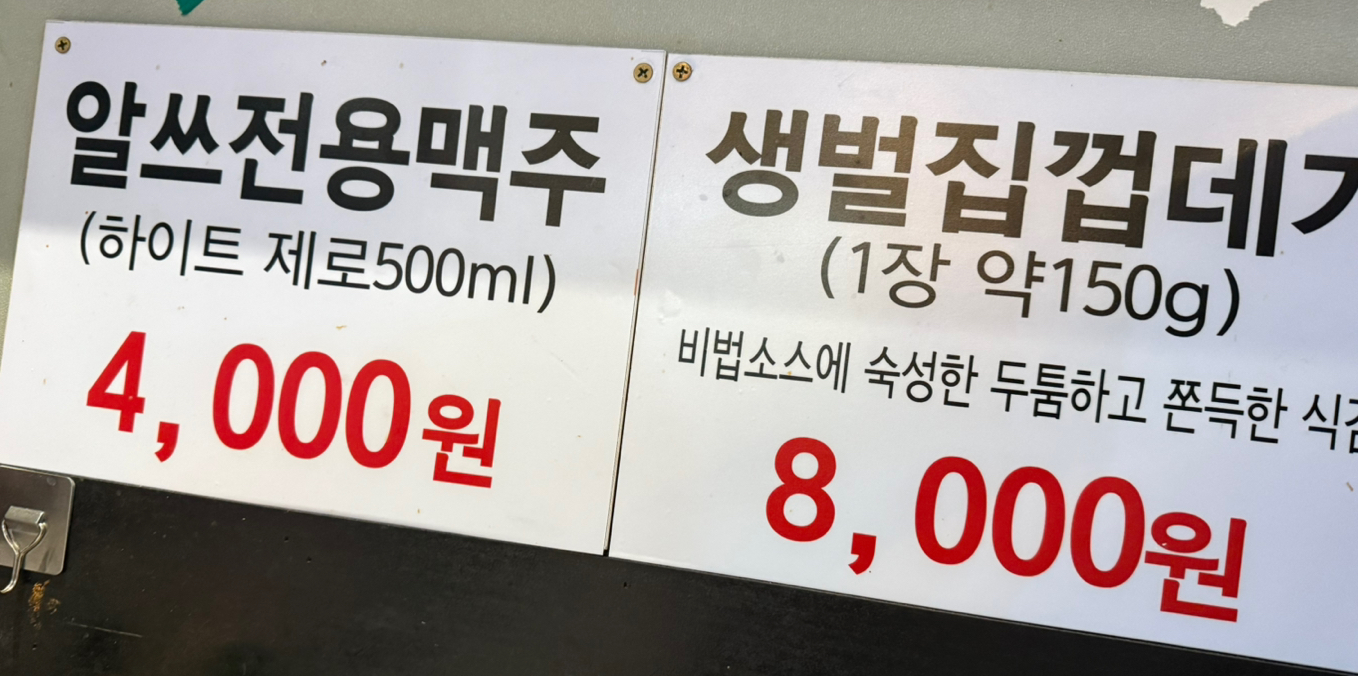 알쓰전용맥주
(하이트 제로500ml)
4,000원
생벌집껍데기
(1장 약150g)
비법소스에 숙성한 두툼하고 쫀득한
8,000원